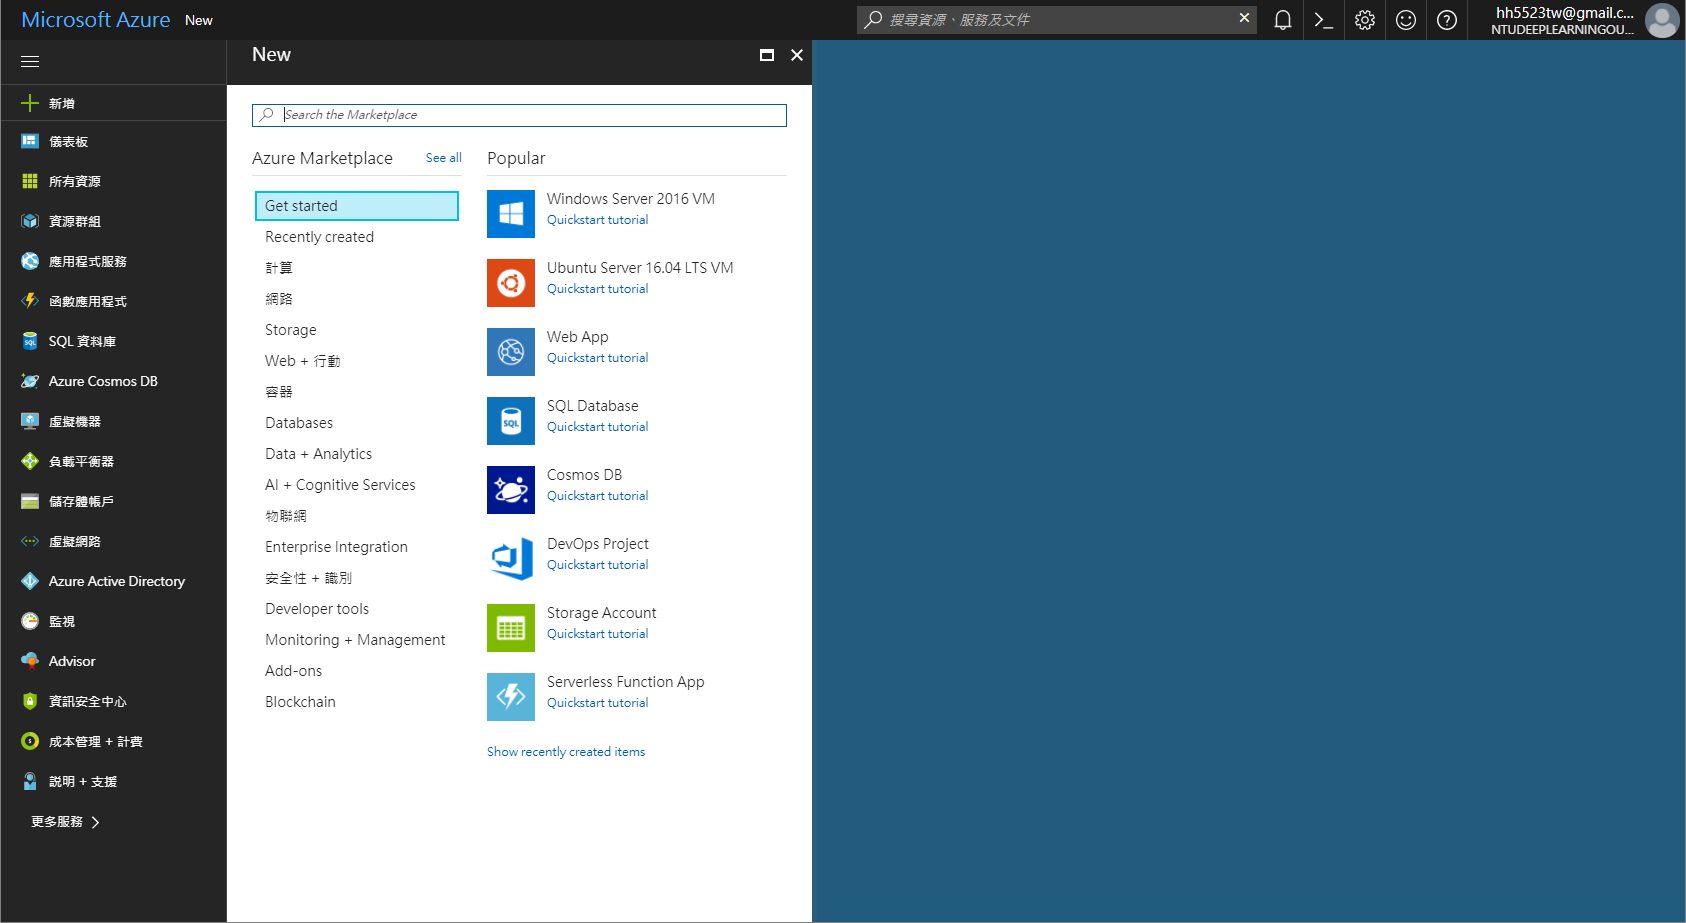 Microsoft Azure New
搜尋資源、服務及文件
hh5523tw@gmail.c...
NTUDEEPLEARNINGOU...
新增
儀表板
所有資源
資源群組
應用程式服務
函數應用程式
SQL 資料庫
Azure Cosmos DB
虛擬機器
負載平衡器
儲存體帳戶
虛擬網路
Azure Active Directory
監視
Advisor
資訊安全中心
成本管理 + 計費
說明 + 支援
更多服務
New
Search the Marketplace
Azure Marketplace See all
Get started
Recently created
計算
網路
Storage
Web + 行動
容器
Databases
Data + Analytics
AI + Cognitive Services
物聯網
Enterprise Integration
安全性 + 識別
Developer tools
Monitoring + Management
Add-ons
Blockchain
Popular
Windows Server 2016 VM
Quickstart tutorial
Ubuntu Server 16.04 LTS VM
Quickstart tutorial
Web App
Quickstart tutorial
SQL Database
Quickstart tutorial
Cosmos DB
Quickstart tutorial
DevOps Project
Quickstart tutorial
Storage Account
Quickstart tutorial
Serverless Function App
Quickstart tutorial
Show recently created items